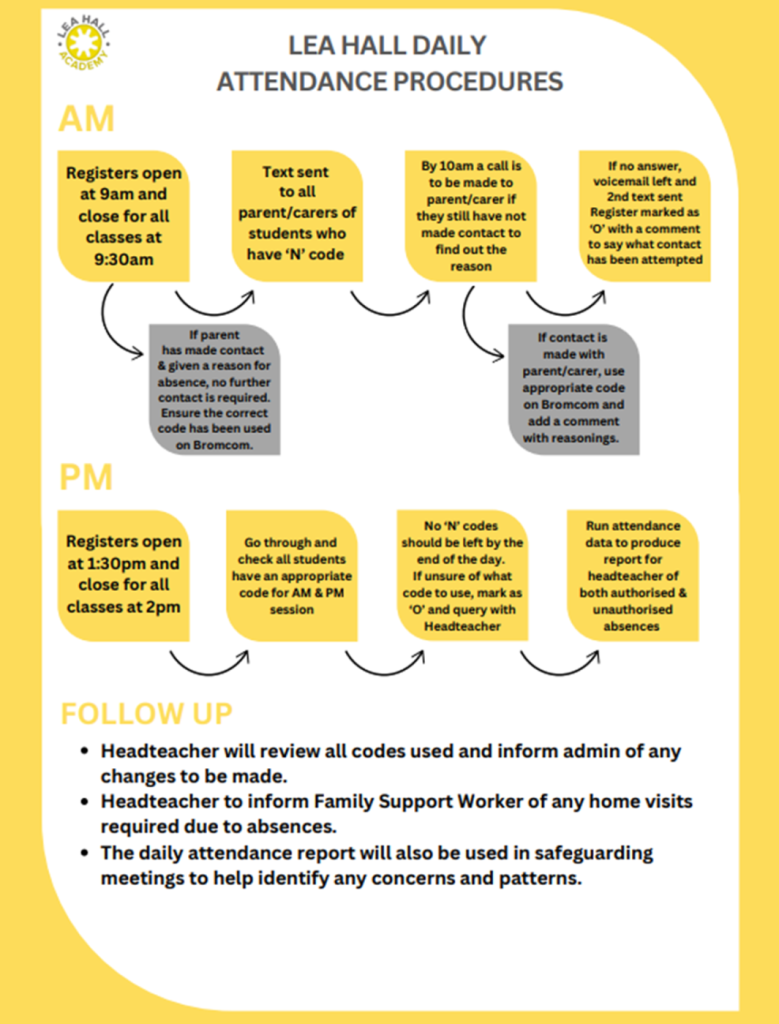 LEA HALL
ACADEMY
LEA HALL DAILY
ATTENDANCE PROCEDURES
AM
Registers open
at 9am and
close for all
classes at
9:30am
Text sent
to all
parent/carers of
students who
have ‘N’ code
By 10am a call is
to be made to
parent/carer if
they still have not
made contact to
find out the
reason
If no answer,
voicemail left and
2nd text sent
Register marked as
‘O’ with a comment
to say what contact
has been attempted
If parent
has made contact
& given a reason for
absence, no further
contact is required.
Ensure the correct
code has been used
on Bromcom.
If contact is
made with
parent/carer, use
appropriate code
on Bromcom and
add a comment
with reasonings.
PM
Registers open
at 1:30pm and
close for all
classes at 2pm
Go through and
check all students
have an appropriate
code for AM & PM
session
No ‘N’ codes
should be left by the
end of the day.
If unsure of what
code to use, mark as
‘O’ and query with
Headteacher
Run attendance
data to produce
report for
headteacher of
both authorised &
unauthorised
absences
FOLLOW UP
• Headteacher will review all codes used and inform admin of any
changes to be made.
• Headteacher to inform Family Support Worker of any home visits
required due to absences.
• The daily attendance report will also be used in safeguarding
meetings to help identify any concerns and patterns.